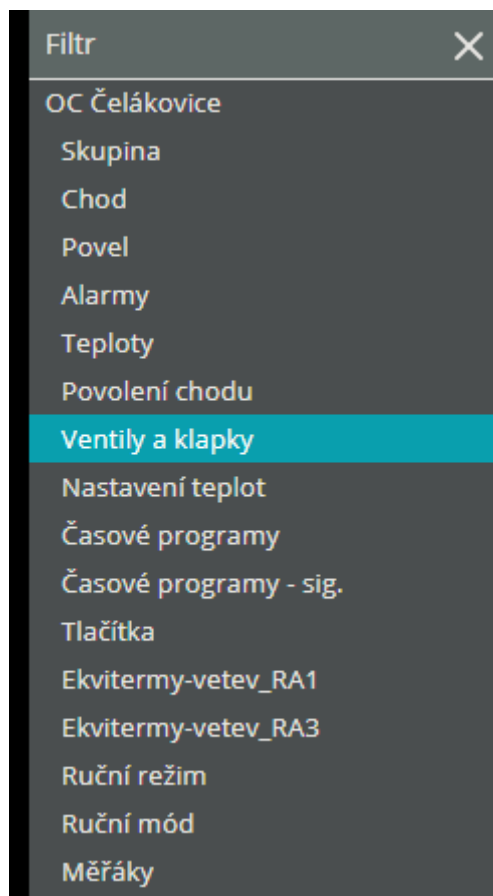 Filtr
OC Čelákovice
Skupina
Chod
Povel
Alarmy
Teploty
Povolení chodu
Ventily a klapky
Nastavení teplot
Časové programy
Časové programy - sig.
Tlačítka
Ekvitermy-vetev_RA1
Ekvitermy-vetev_RA3
Ruční režim
Ruční mód
Měřáky